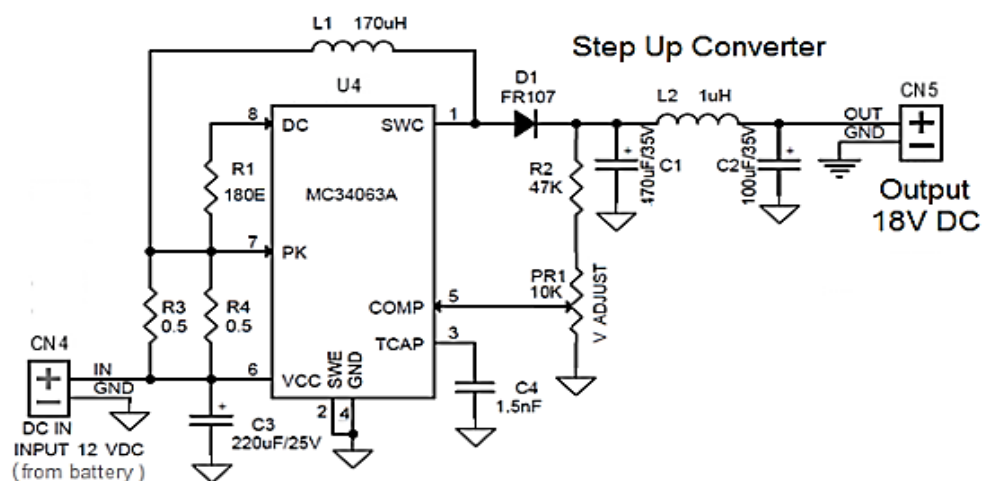 L1 170uH
Step Up Converter
U4
D1
FR107
L2 1uH
CN5
8 DC
SWC 1
OUT
GND
R1
180E
MC34063A
R2
47K
+
470uF/35V
C1
C2
100uF/35V
+
+
−
Output
18V DC
7 PK
PR1
10K
V ADJUST
R3
0.5
R4
0.5
COMP 5
TCAP 3
CN4
+
−
IN
GND
6 VCC
SWE
GND
2 4
C4
1.5nF
DC IN
INPUT 12 VDC
(from battery)
+
C3
220uF/25V